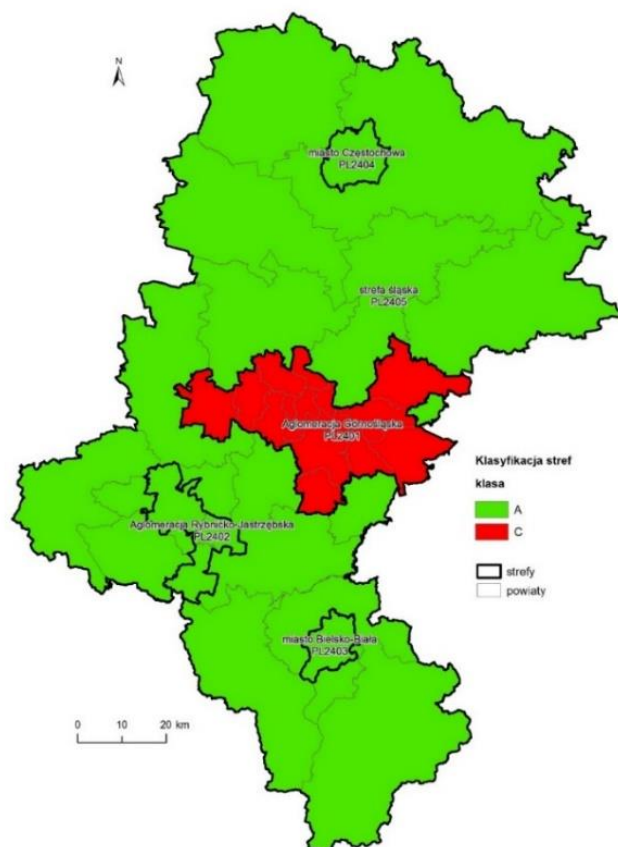 N
miasto Częstochowa
PL2404
strefa śląska
PL2405
Aglomeracja Górnośląska
PL2401
Klasyfikacja stref
klasa
A
C
strefy
powiaty
Aglomeracja Rybnicko-Jastrzębska
PL2402
miasto Bielsko-Biała
PL2403
0 10 20 km